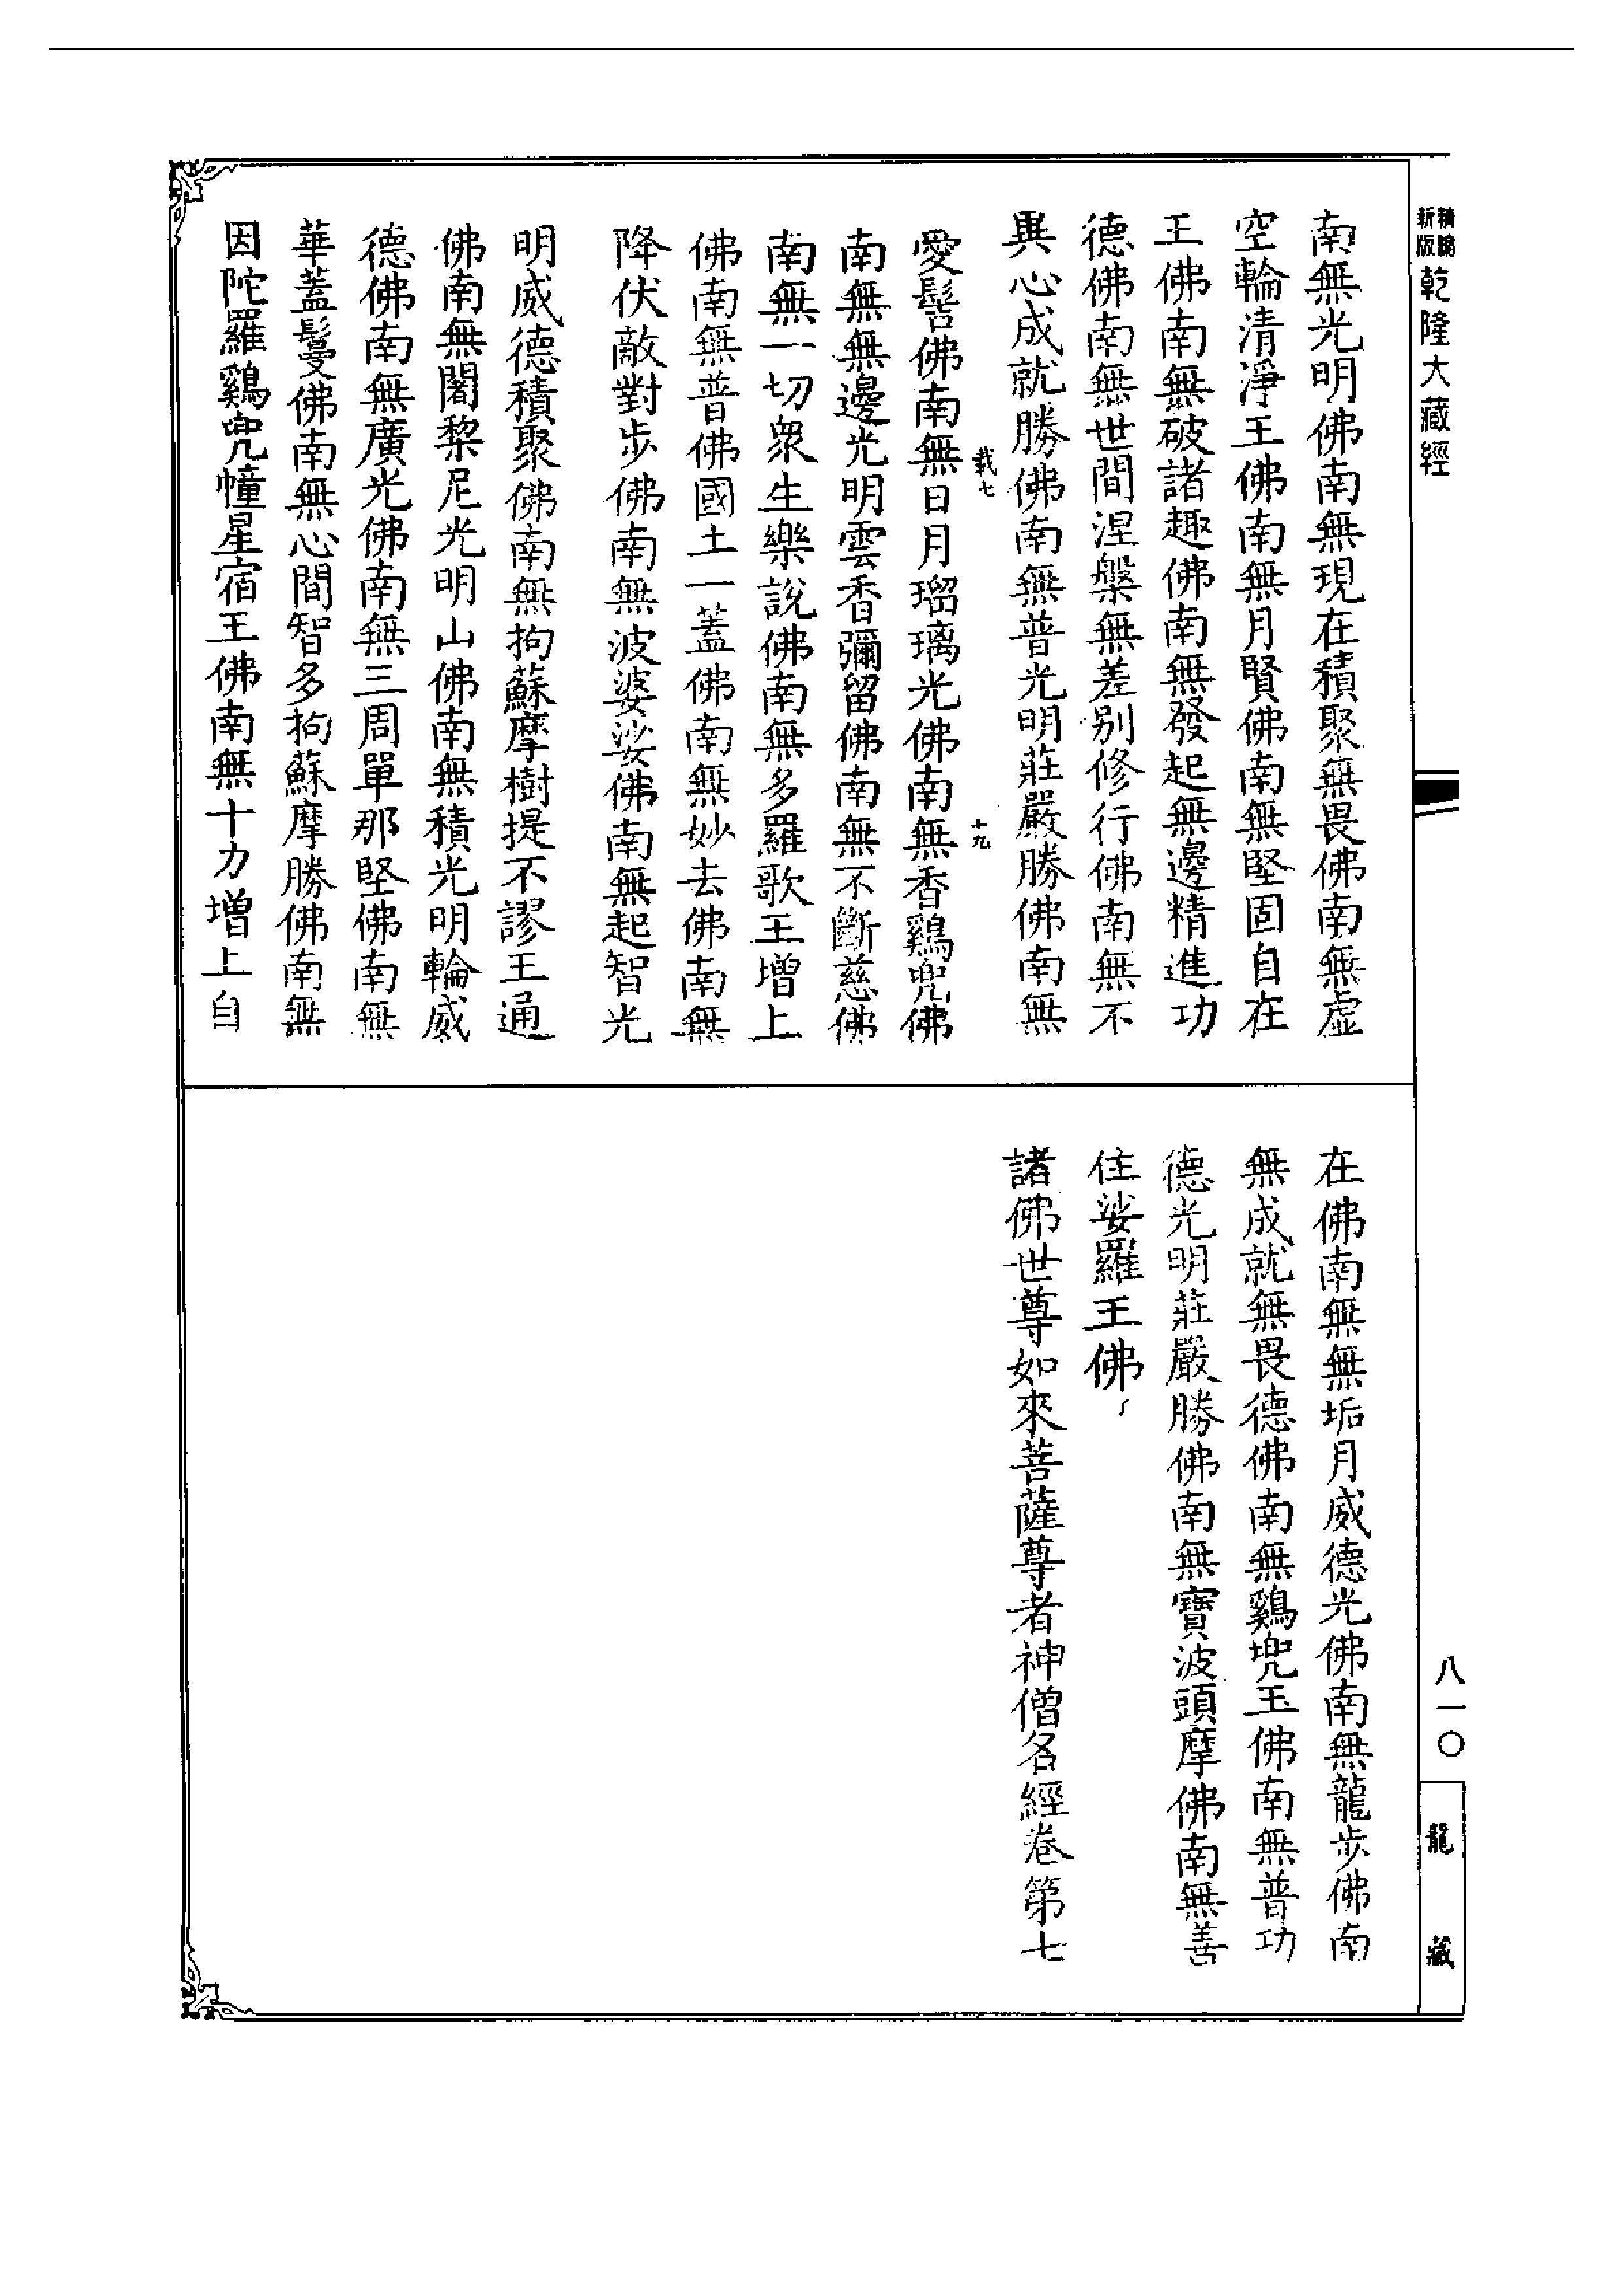 新版
乾隆大藏經
南無光明佛南無現在積聚無畏佛南無虛
空輪清淨王佛南無月賢佛南無堅固自在
王佛南無破諸趣佛南無發起無邊精進功
德佛南無世間涅槃無差別修行佛南無不
異心成就勝佛南無普光明莊嚴勝佛南無
載七
十九
愛髻佛南無日月瑠璃光佛南無香鷄兜佛
南無無邊光明雲香彌留佛南無不斷慈佛
南無一切衆生樂說佛南無多羅歌王增上
佛南無普佛國土一蓋佛南無妙去佛南無
降伏敵對步佛南無波婆娑佛南無起智光
明威德積聚佛南無拘蘇摩樹提不謬王通
佛南無闍黎尼光明山佛南無積光明輪威
德佛南無廣光佛南無三周單那堅佛南無
華蓋鬘佛南無心間智多拘蘇摩勝佛南無
因陀羅鷄兜幢星宿王佛南無十力增上自
在佛南無無垢月威德光佛南無龍步佛南
無成就無畏德佛南無鷄兜王佛南無普功
德光明莊嚴勝佛南無寶波頭摩佛南無善
住娑羅王佛
諸佛世尊如來菩薩尊者神僧名經卷第七
八一〇
龍藏